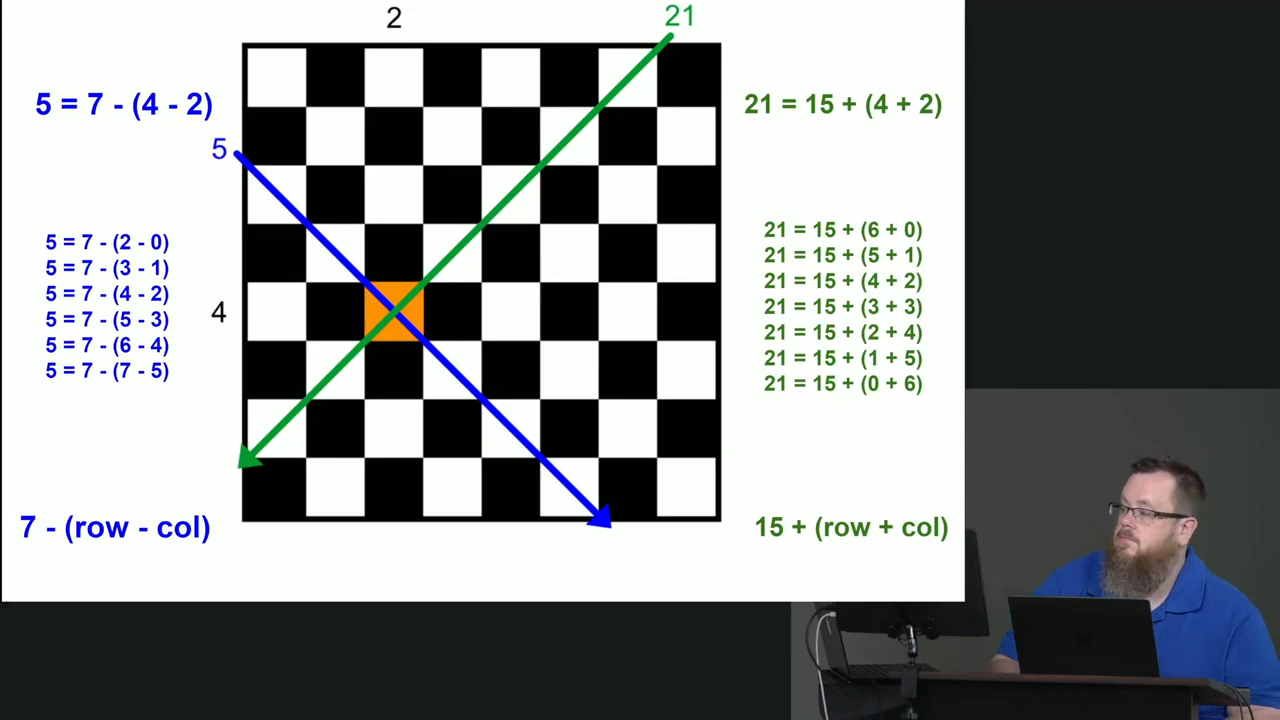 2
21
5 = 7 - (4 - 2)
21 = 15 + (4 + 2)
5
5 = 7 - (2 - 0)
5 = 7 - (3 - 1)
5 = 7 - (4 - 2)
5 = 7 - (5 - 3)
5 = 7 - (6 - 4)
5 = 7 - (7 - 5)
4
21 = 15 + (6 + 0)
21 = 15 + (5 + 1)
21 = 15 + (4 + 2)
21 = 15 + (3 + 3)
21 = 15 + (2 + 4)
21 = 15 + (1 + 5)
21 = 15 + (0 + 6)
7 - (row - col)
15 + (row + col)